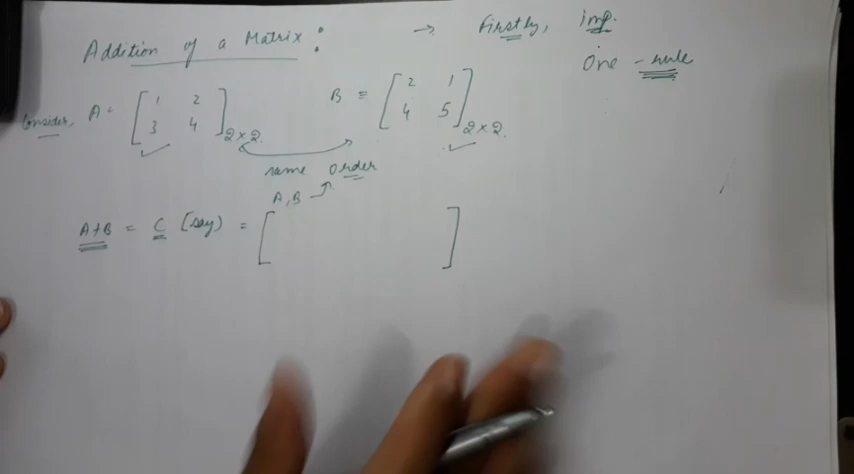 Addition of a Matrix : → Firstly, imp.
One - rule
Consider, A = [1 2 3 4]2×2 B = [2 1 4 5]2×2.
same order
A, B
A+B = C (say) = [ ]